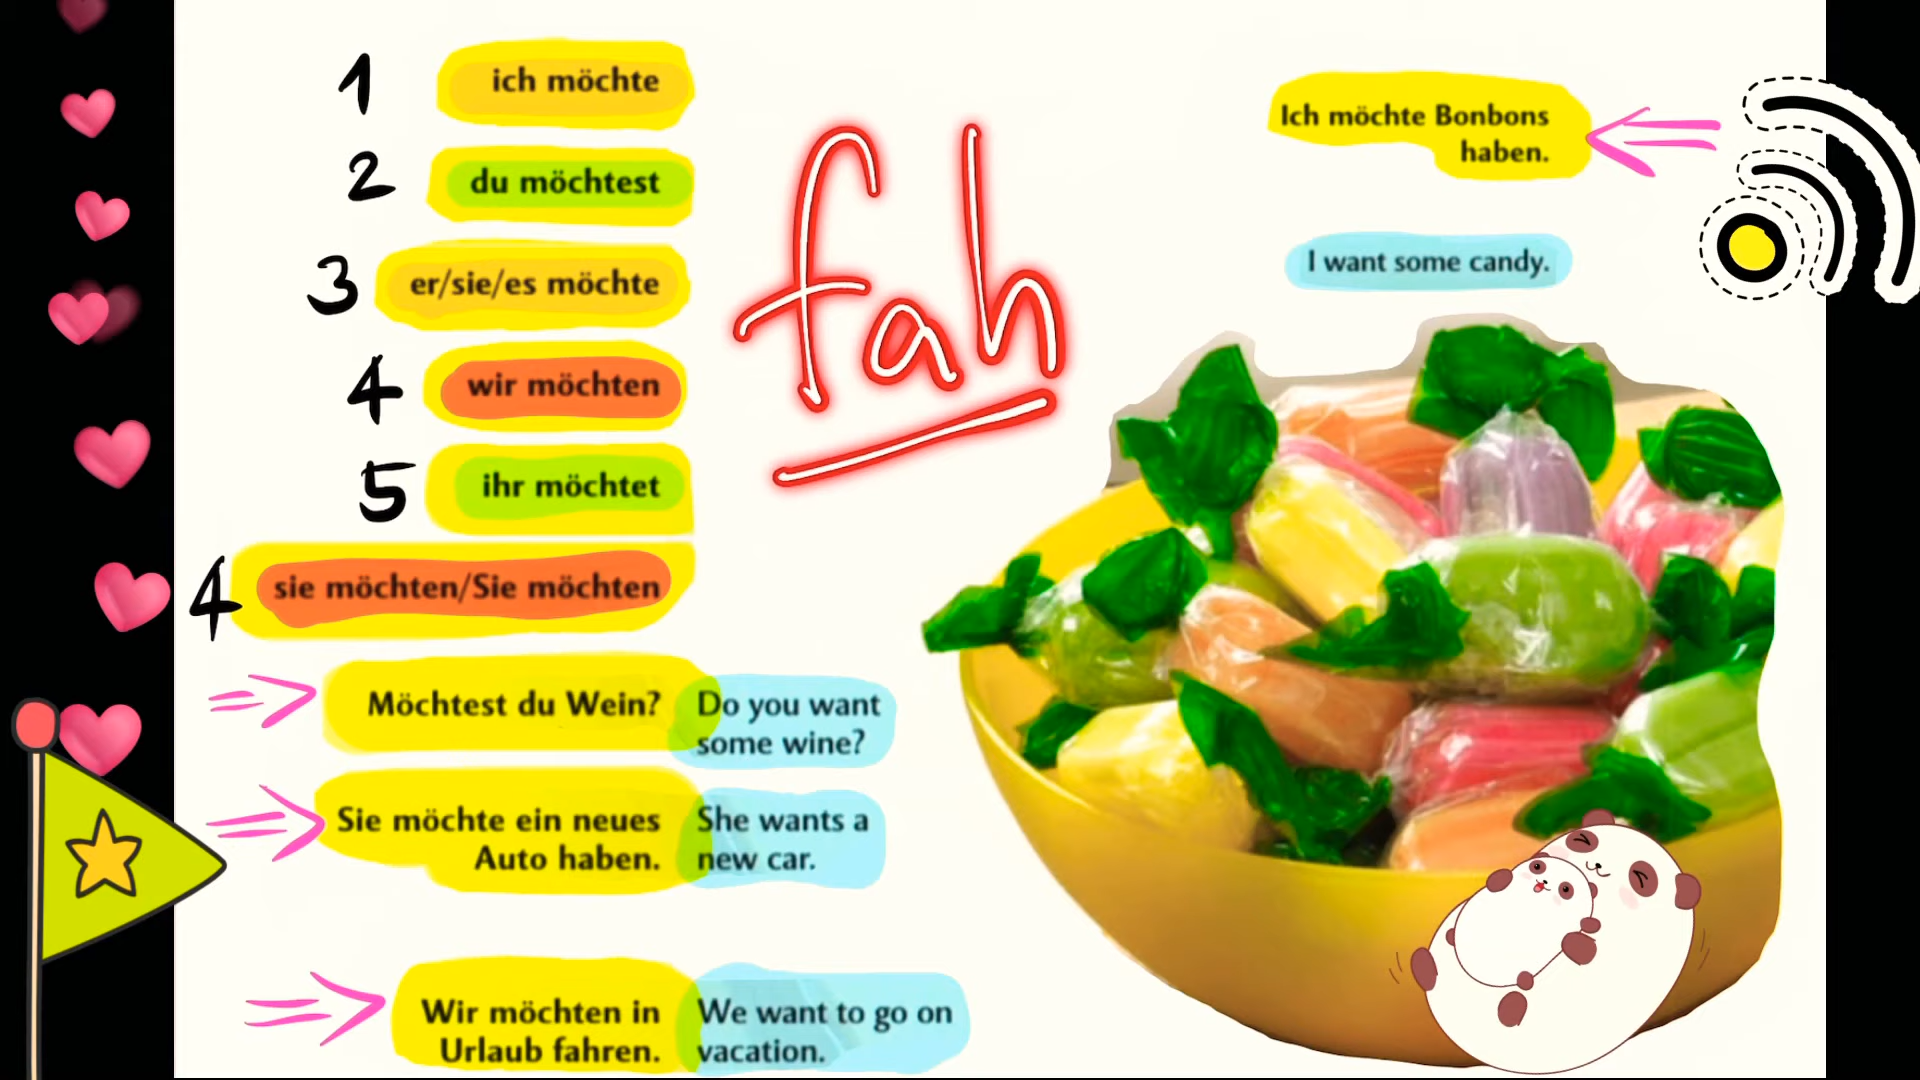 1 ich möchte
2 du möchtest
3 er/sie/es möchte
4 wir möchten
5 ihr möchtet
4 sie möchten/Sie möchten
fah
Möchtest du Wein? Do you want
some wine?
Sie möchte ein neues She wants a
Auto haben. new car.
Wir möchten in We want to go on
Urlaub fahren. vacation.
Ich möchte Bonbons
haben.
I want some candy.